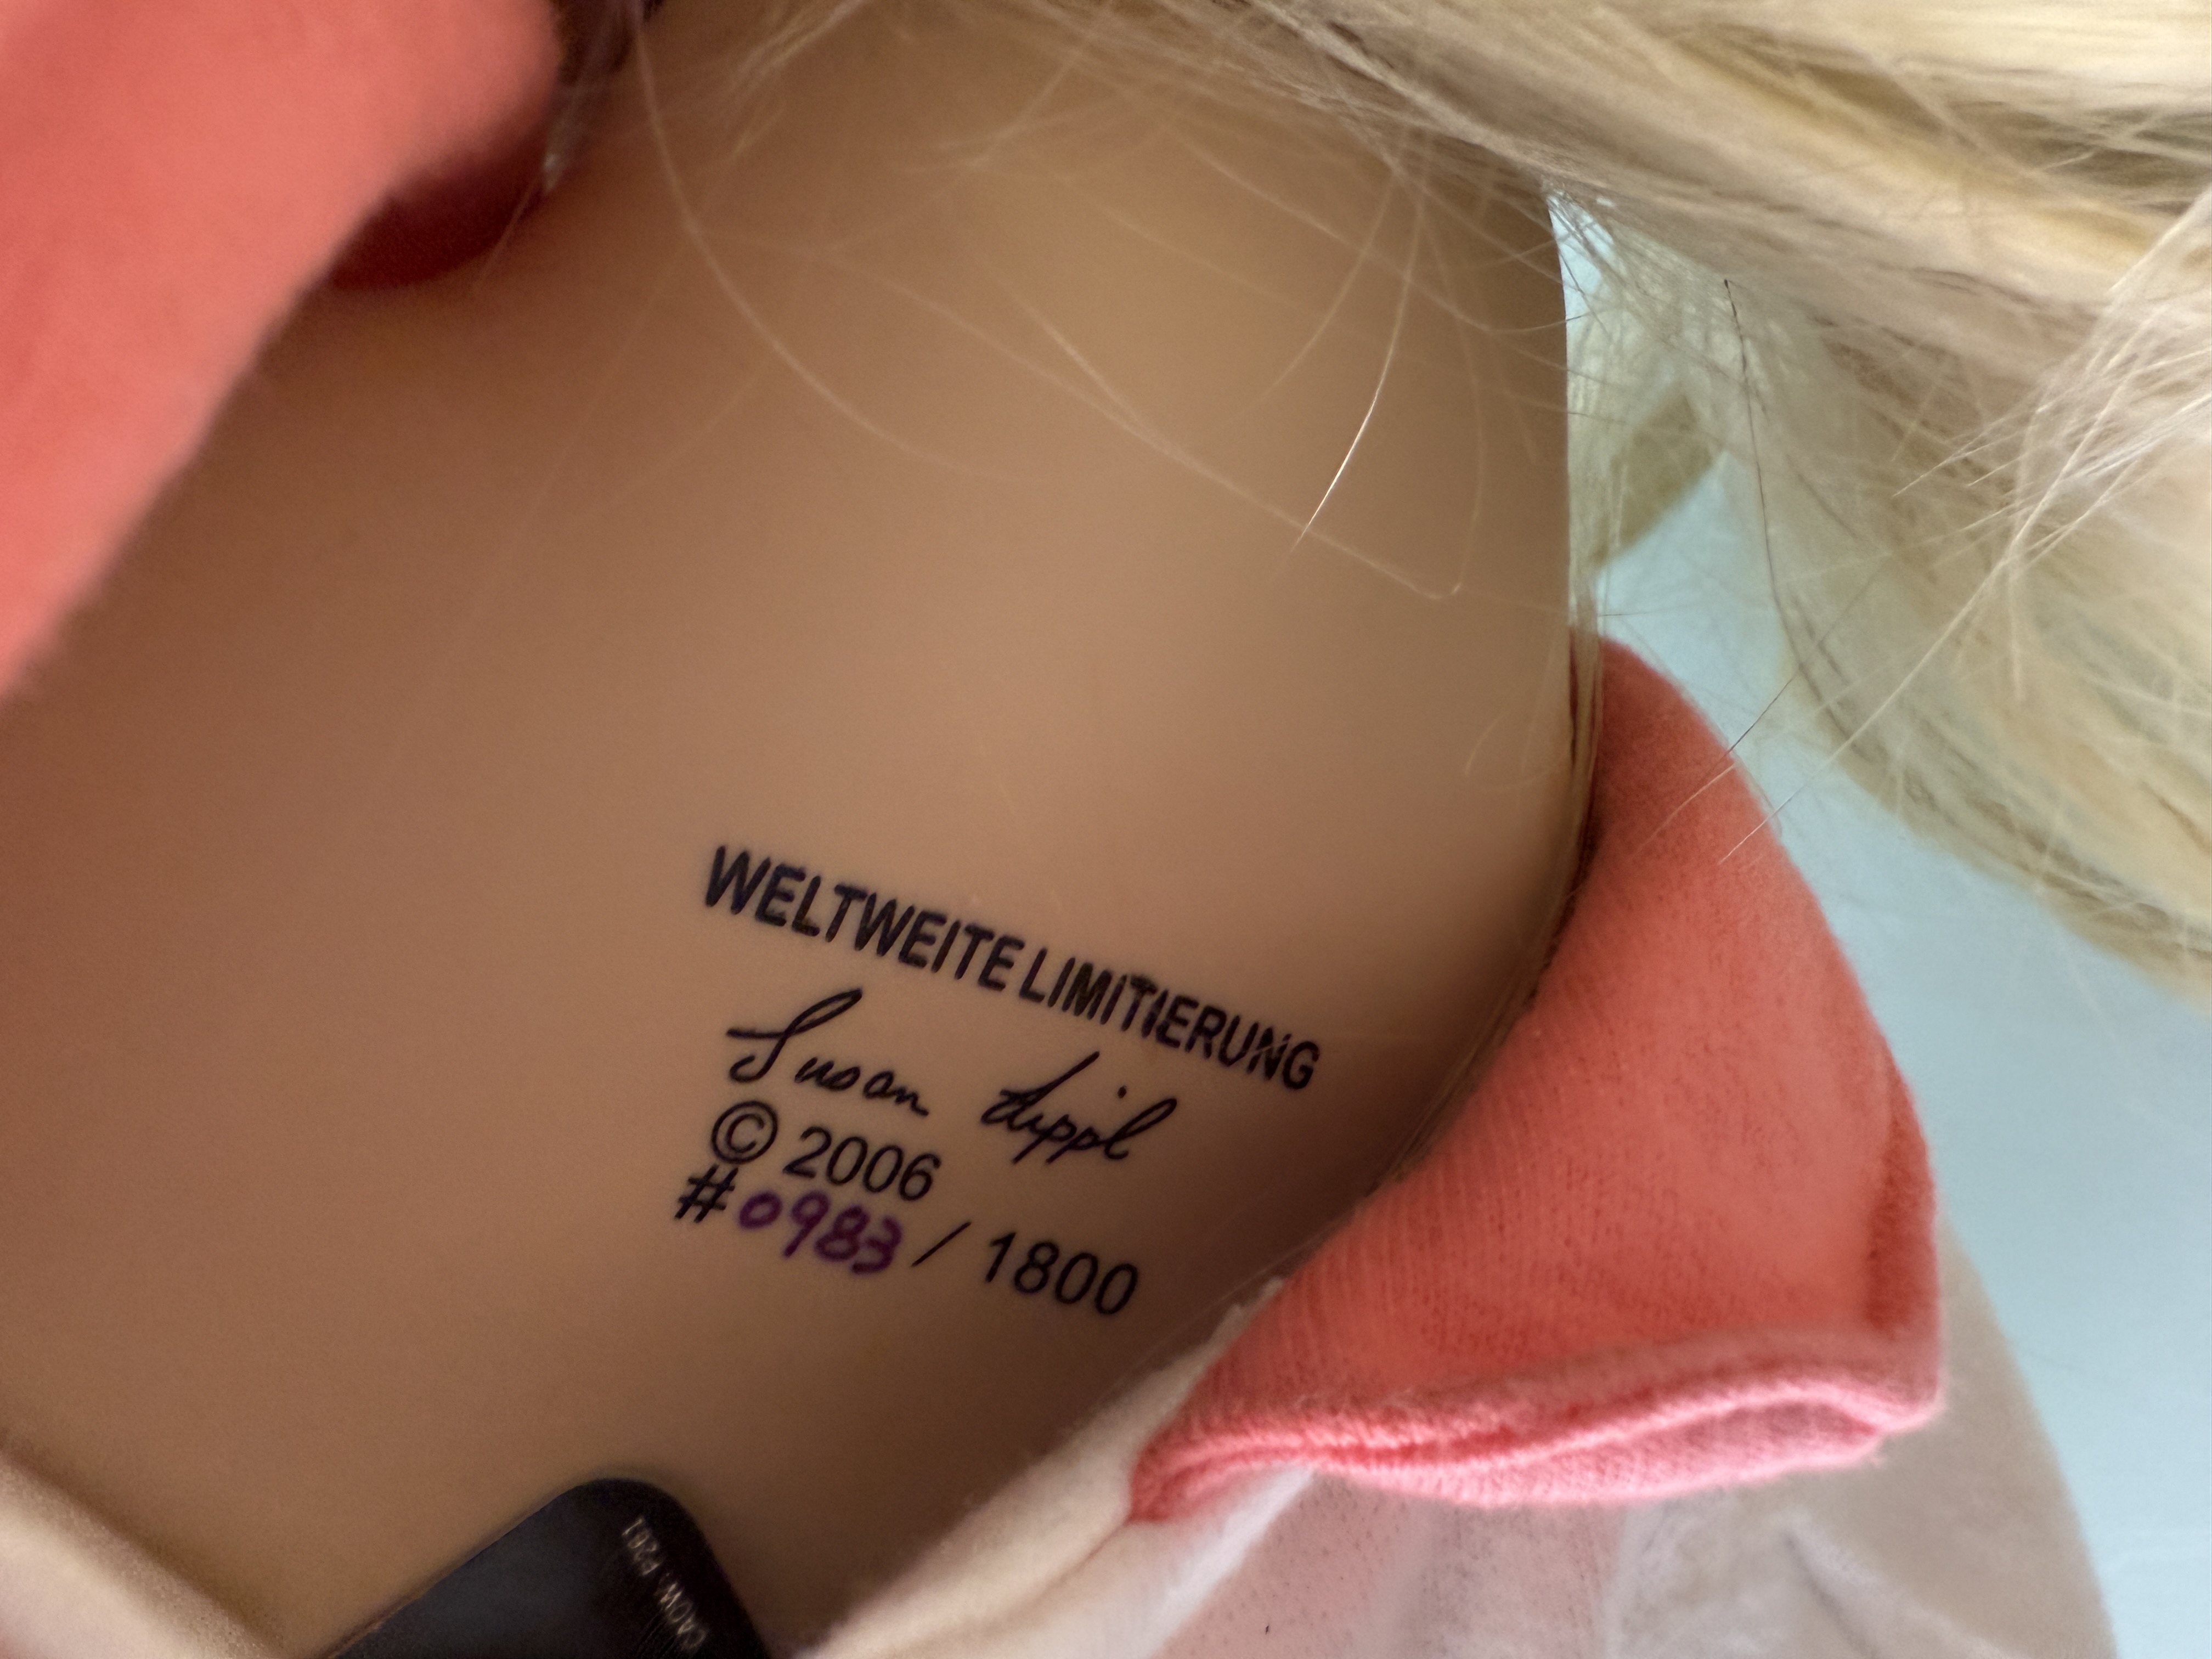 WELTWEITE LIMITIERUNG
Susan Lippl
© 2006
#0983 / 1800